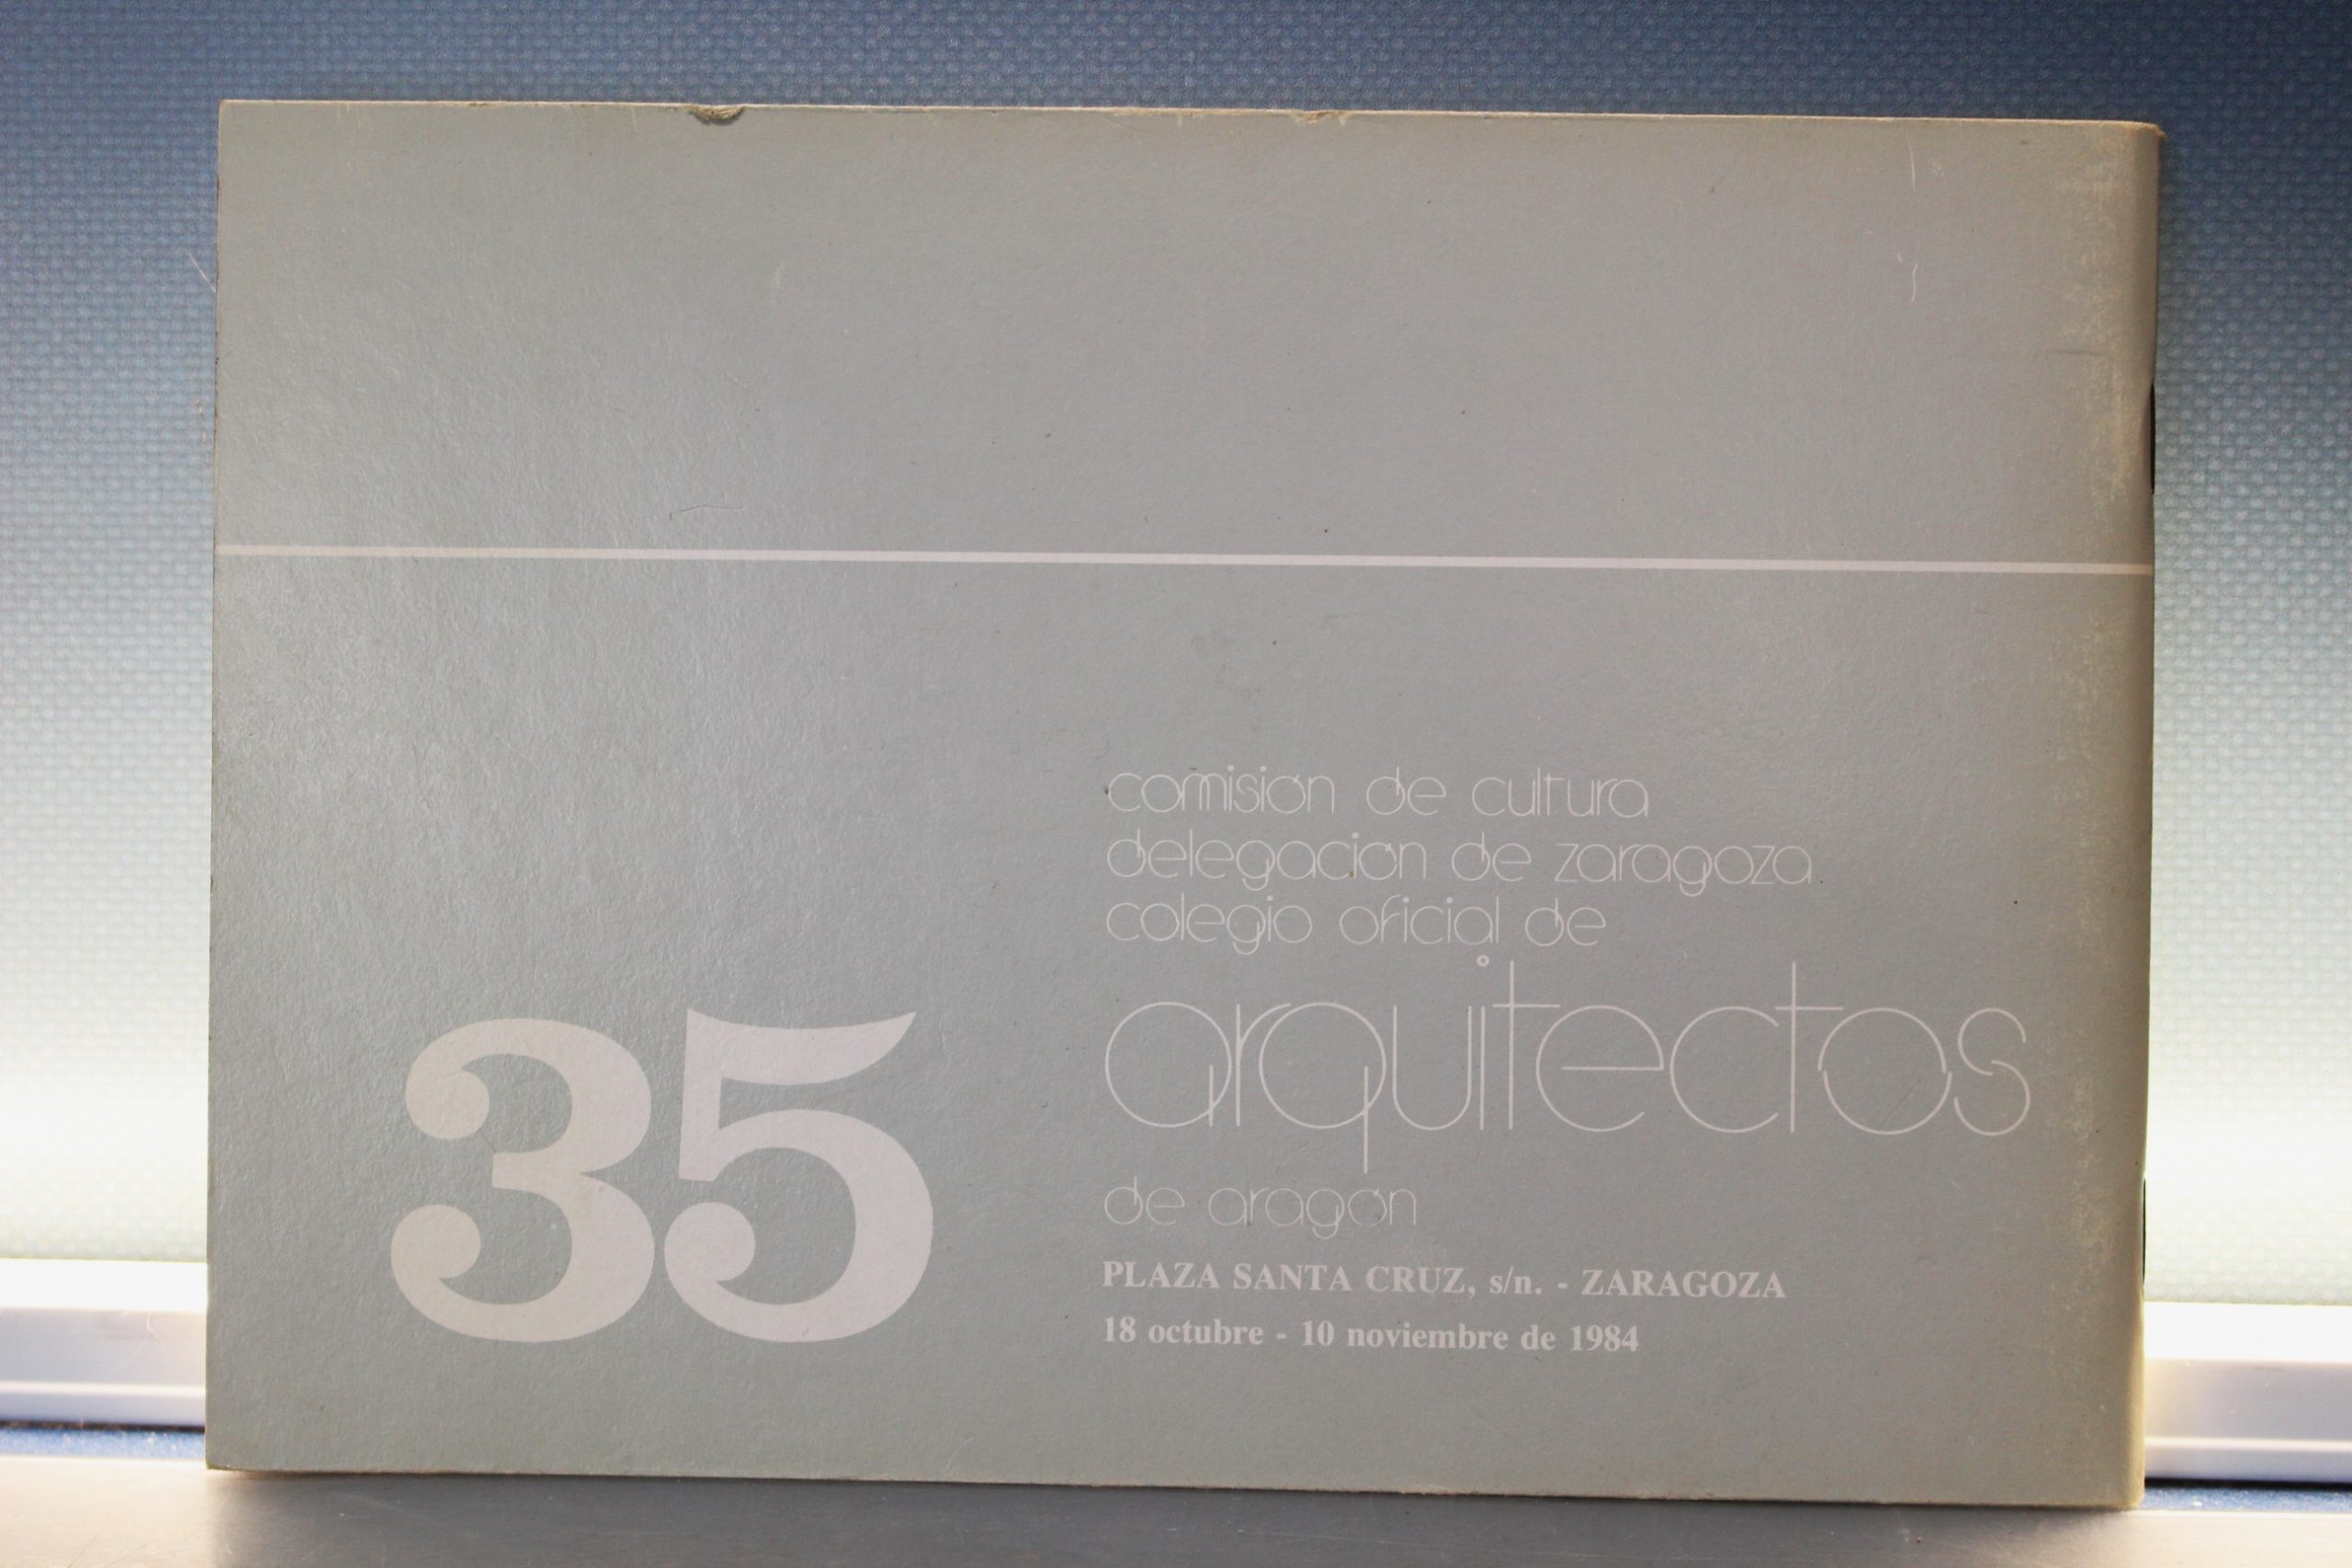 comisión de cultura
delegación de zaragoza
colegio oficial de
arquitectos
de aragón
35
PLAZA SANTA CRUZ, s/n. - ZARAGOZA
18 octubre - 10 noviembre de 1984